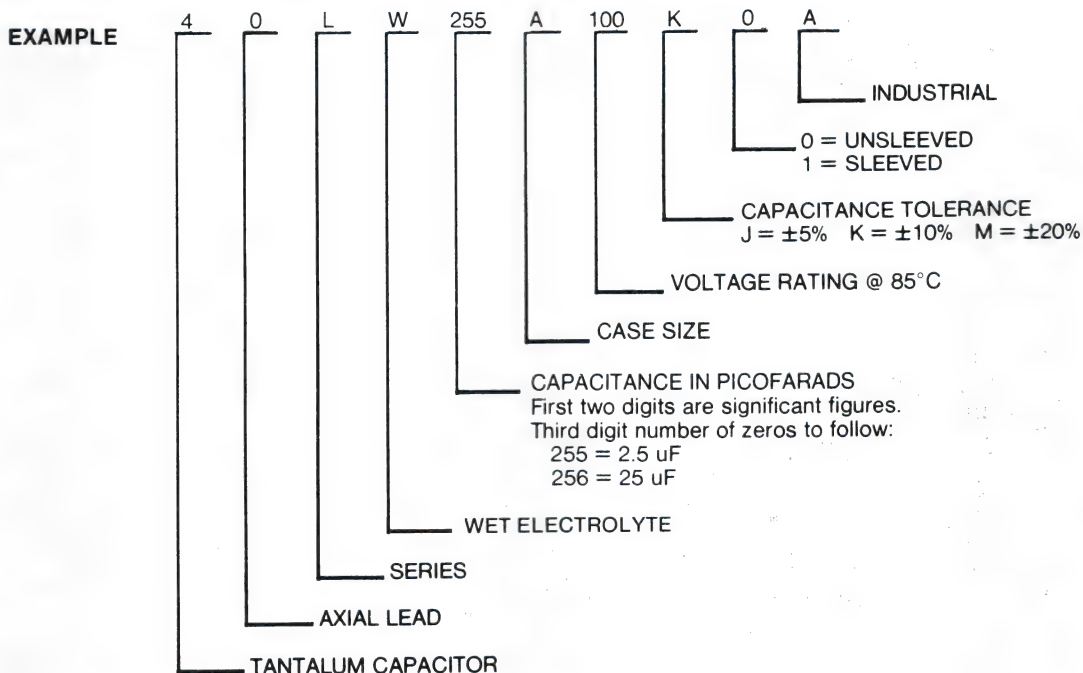 EXAMPLE 4 0 L W 255 A 100 K 0 A
INDUSTRIAL
0 = UNSLEEVED
1 = SLEEVED
CAPACITANCE TOLERANCE
J = ±5% K = ±10% M = ±20%
VOLTAGE RATING @ 85°C
CASE SIZE
CAPACITANCE IN PICOFARADS
First two digits are significant figures.
Third digit number of zeros to follow:
255 = 2.5 uF
256 = 25 uF
WET ELECTROLYTE
SERIES
AXIAL LEAD
TANTALUM CAPACITOR